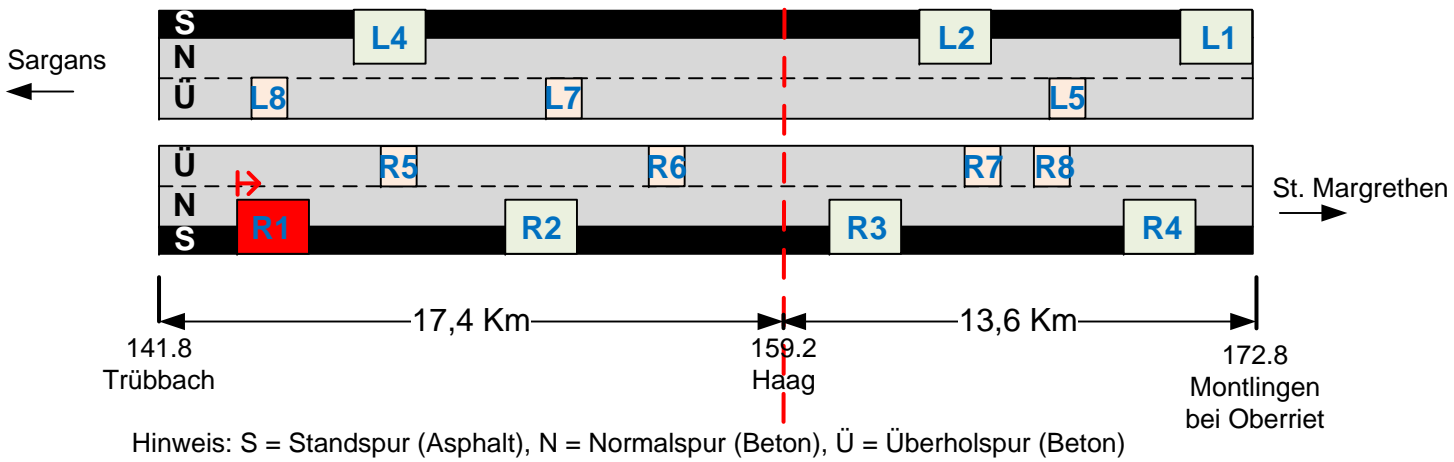 S
L4
L2
L1
N
Sargans
Ü
L8
L7
L5
Ü
R5
R6
R7
R8
St. Margrethen
N
R1
R2
R3
R4
S
17,4 Km
13,6 Km
141.8
Trübbach
159.2
Haag
172.8
Montlingen
bei Oberriet
Hinweis: S = Standspur (Asphalt), N = Normalspur (Beton), Ü = Überholspur (Beton)